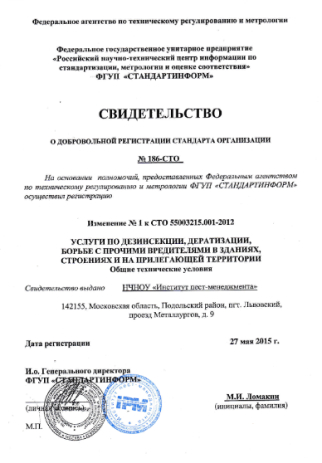 Федеральное агентство по техническому регулированию и метрологии
Федеральное государственное унитарное предприятие
«Российский научно-технический центр информации по
стандартизации, метрологии и оценке соответствия»
ФГУП «СТАНДАРТИНФОРМ»
СВИДЕТЕЛЬСТВО
О ДОБРОВОЛЬНОЙ РЕГИСТРАЦИИ СТАНДАРТА ОРГАНИЗАЦИИ
№ 186-СТО
На основании полномочий, предоставленных Федеральным агентством
по техническому регулированию и метрологии ФГУП «СТАНДАРТИНФОРМ»
осуществил регистрацию
Изменение № 1 к СТО 55003215.001-2012
УСЛУГИ ПО ДЕЗИНСЕКЦИИ, ДЕРАТИЗАЦИИ,
БОРЬБЕ С ПРОЧИМИ ВРЕДИТЕЛЯМИ В ЗДАНИЯХ,
СТРОЕНИЯХ И НА ПРИЛЕГАЮЩЕЙ ТЕРРИТОРИИ
Общие технические условия
Свидетельство выдано НЧНОУ «Институт пест-менеджмента»
142155, Московская область, Подольский район, пгт. Львовский,
проезд Металлургов, д. 9
Дата регистрации 27 мая 2015 г.
И.о. Генерального директора
ФГУП «СТАНДАРТИНФОРМ»
М.И. Ломакин
(инициалы, фамилия)
М.П.